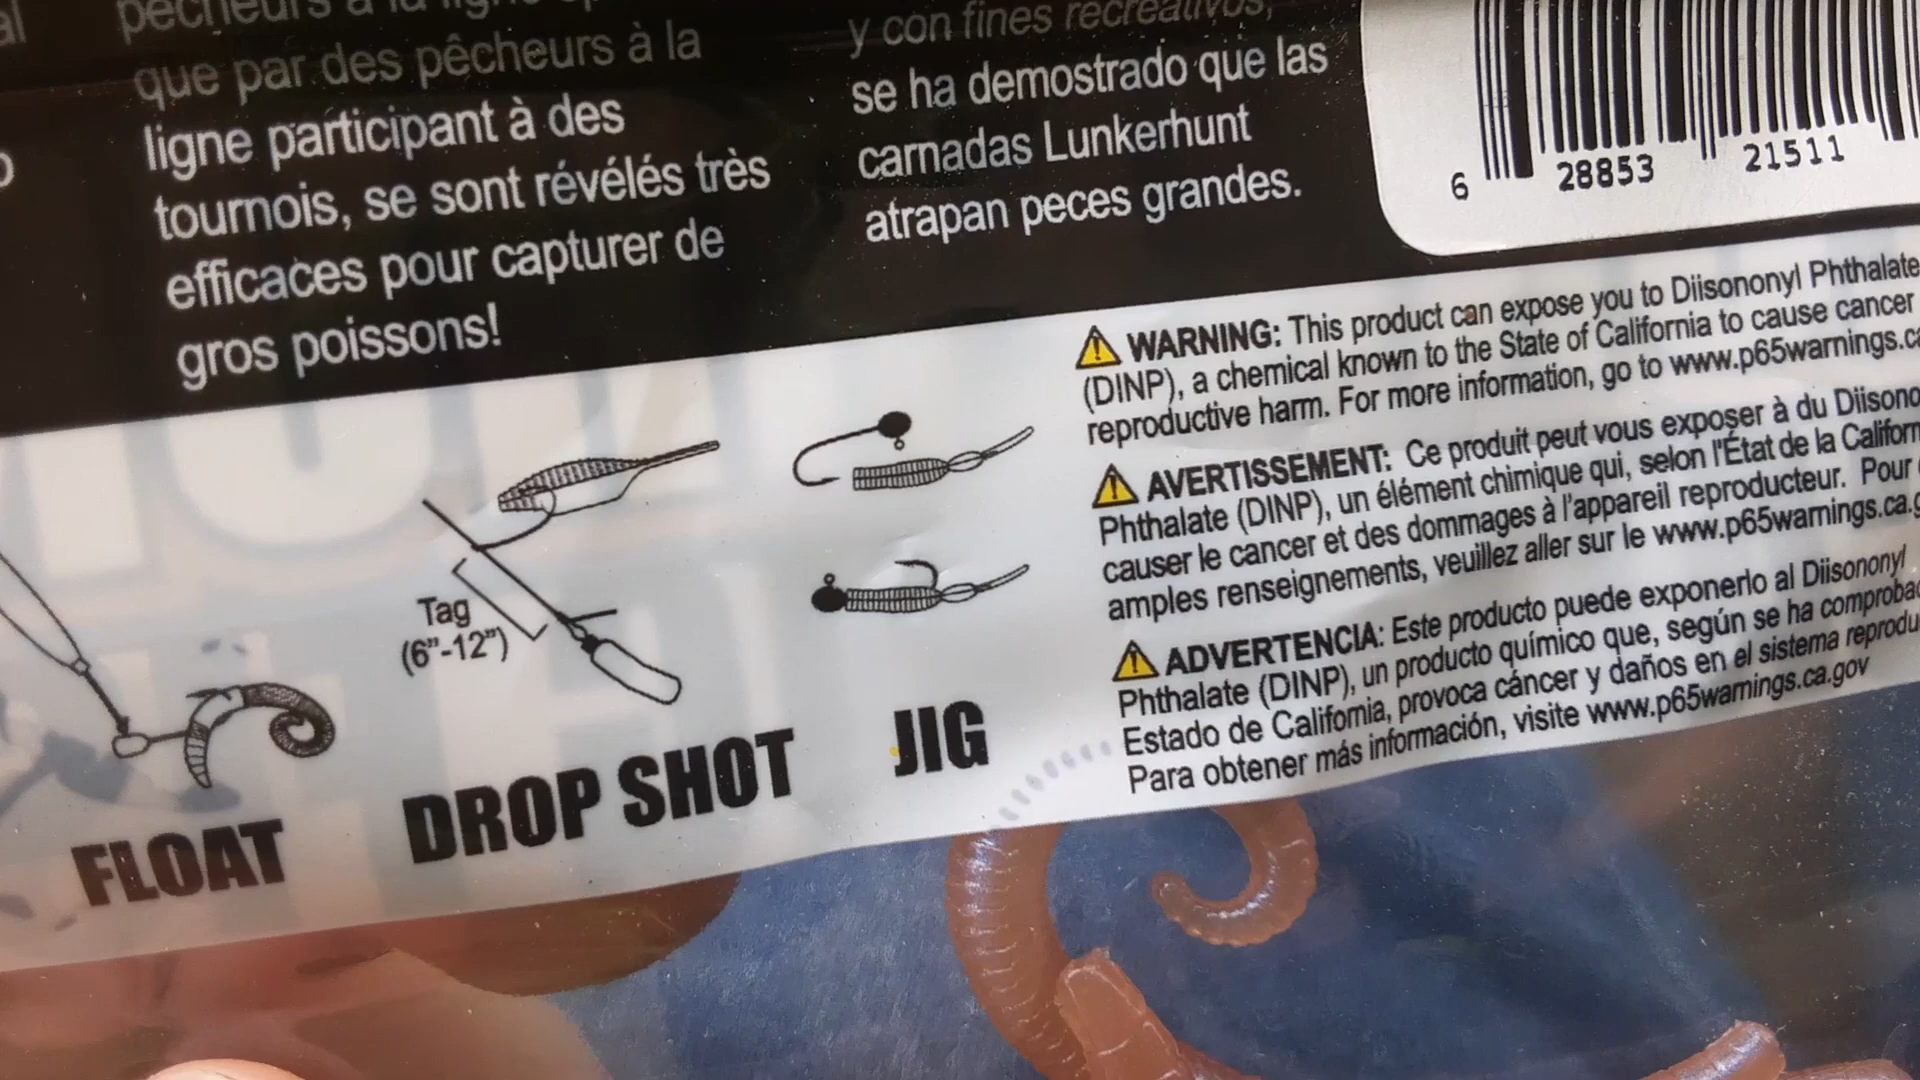 al
pêcheurs à la
que par des pêcheurs à la
ligne participant à des
tournois, se sont révélés très
efficaces pour capturer de
gros poissons!
y con fines recreativos,
se ha demostrado que las
carnadas Lunkerhunt
atrapan peces grandes.
6 28853 21511
WARNING: This product can expose you to Diisononyl Phthalate
(DINP), a chemical known to the State of California to cause cancer
reproductive harm. For more information, go to www.p65warnings.ca
AVERTISSEMENT: Ce produit peut vous exposer à du Diisono
Phthalate (DINP), un élément chimique qui, selon l'État de la Californ
causer le cancer et des dommages à l'appareil reproducteur. Pour
amples renseignements, veuillez aller sur le www.p65warnings.ca.g
ADVERTENCIA: Este producto puede exponerlo al Diisononyl
Phthalate (DINP), un producto químico que, según se ha comprobad
Estado de California, provoca cáncer y daños en el sistema reprodu
Para obtener más información, visite www.p65warnings.ca.gov
Tag
(6"-12")
FLOAT
DROP SHOT
JIG